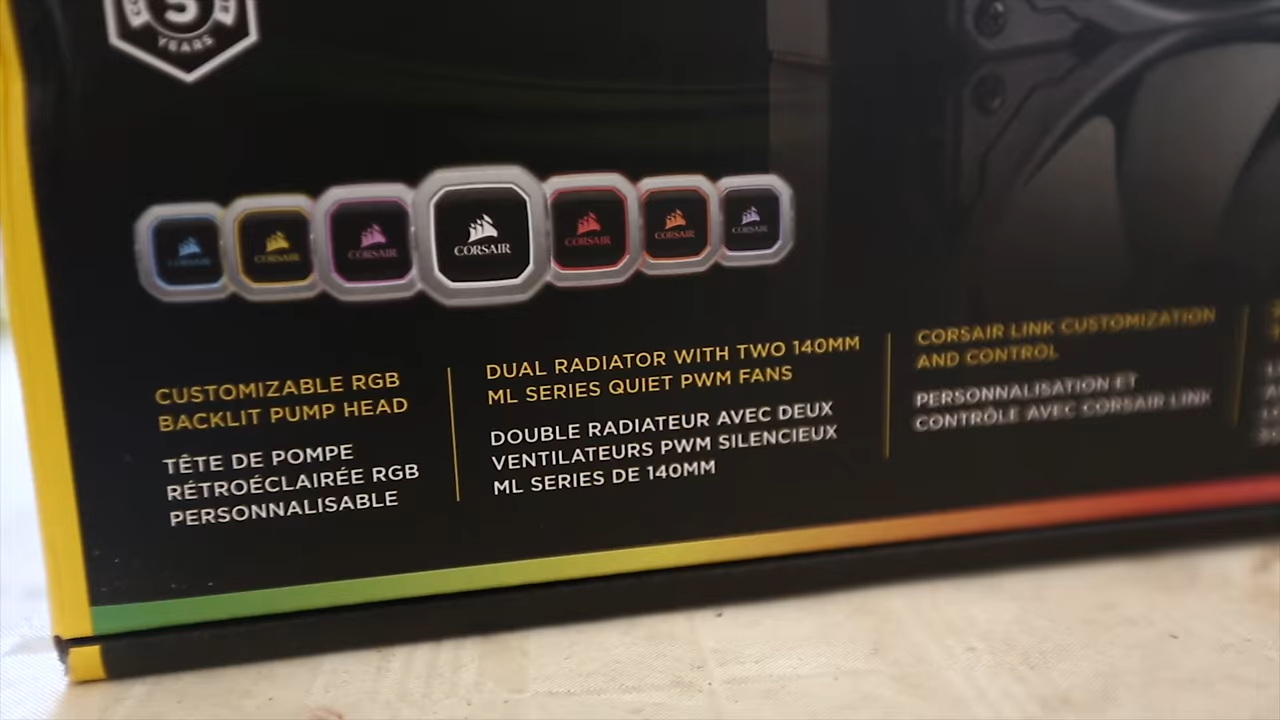 5
YEARS
CORSAIR
CORSAIR
CORSAIR
CORSAIR
CORSAIR
CORSAIR
CORSAIR
CUSTOMIZABLE RGB
BACKLIT PUMP HEAD
TÊTE DE POMPE
RÉTROÉCLAIRÉE RGB
PERSONNALISABLE
DUAL RADIATOR WITH TWO 140MM
ML SERIES QUIET PWM FANS
DOUBLE RADIATEUR AVEC DEUX
VENTILATEURS PWM SILENCIEUX
ML SERIES DE 140MM
CORSAIR LINK CUSTOMIZATION
AND CONTROL
PERSONNALISATION ET
CONTRÔLE AVEC CORSAIR LINK